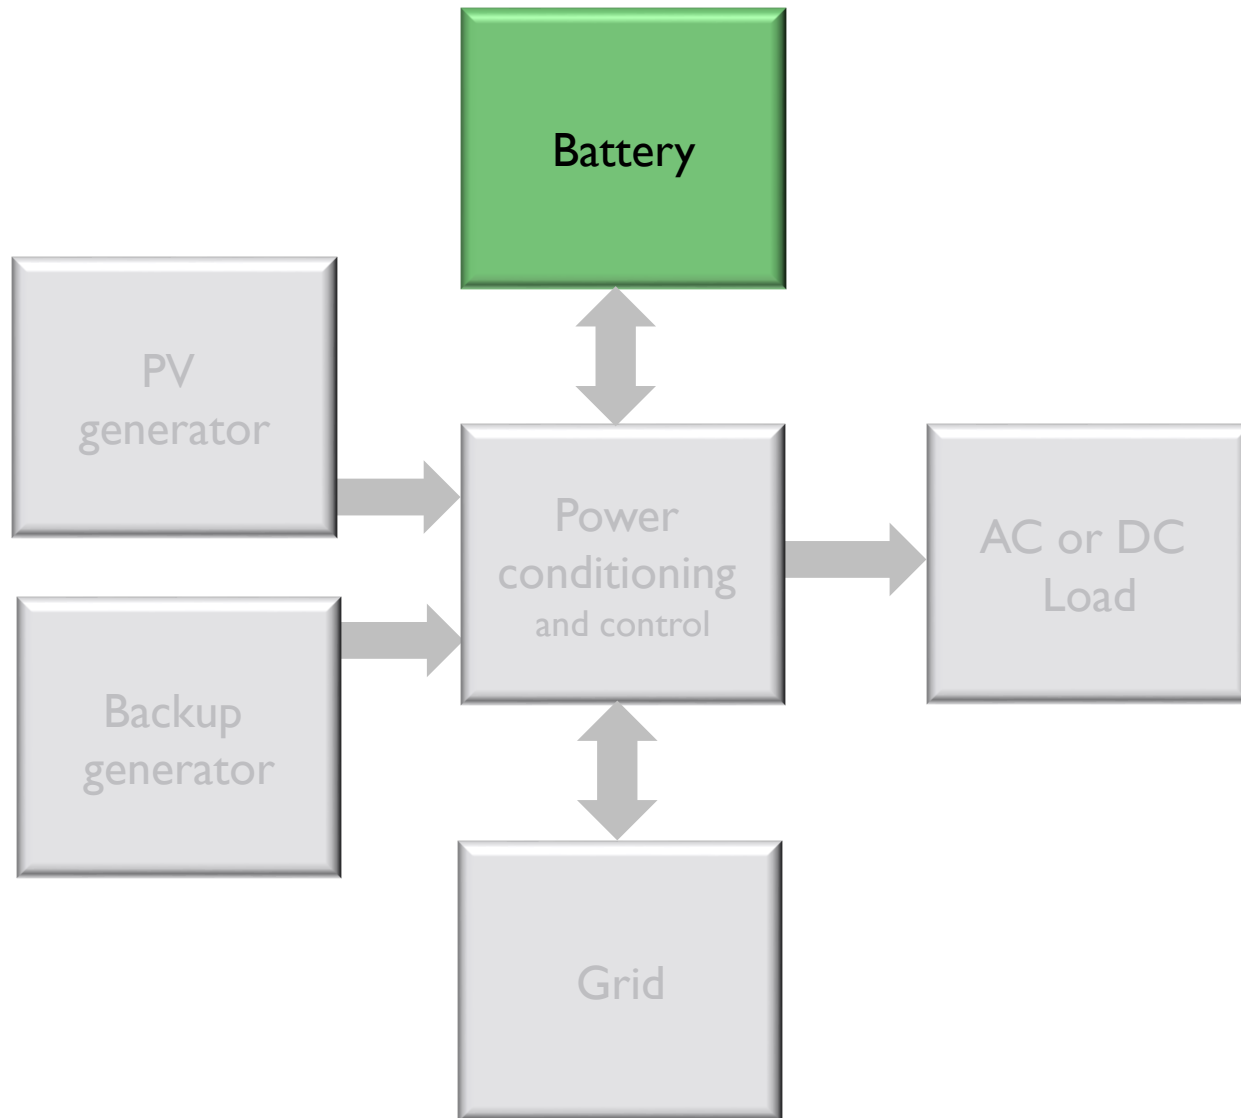 Battery
PV
generator
Power
conditioning
and control
AC or DC
Load
Backup
generator
Grid